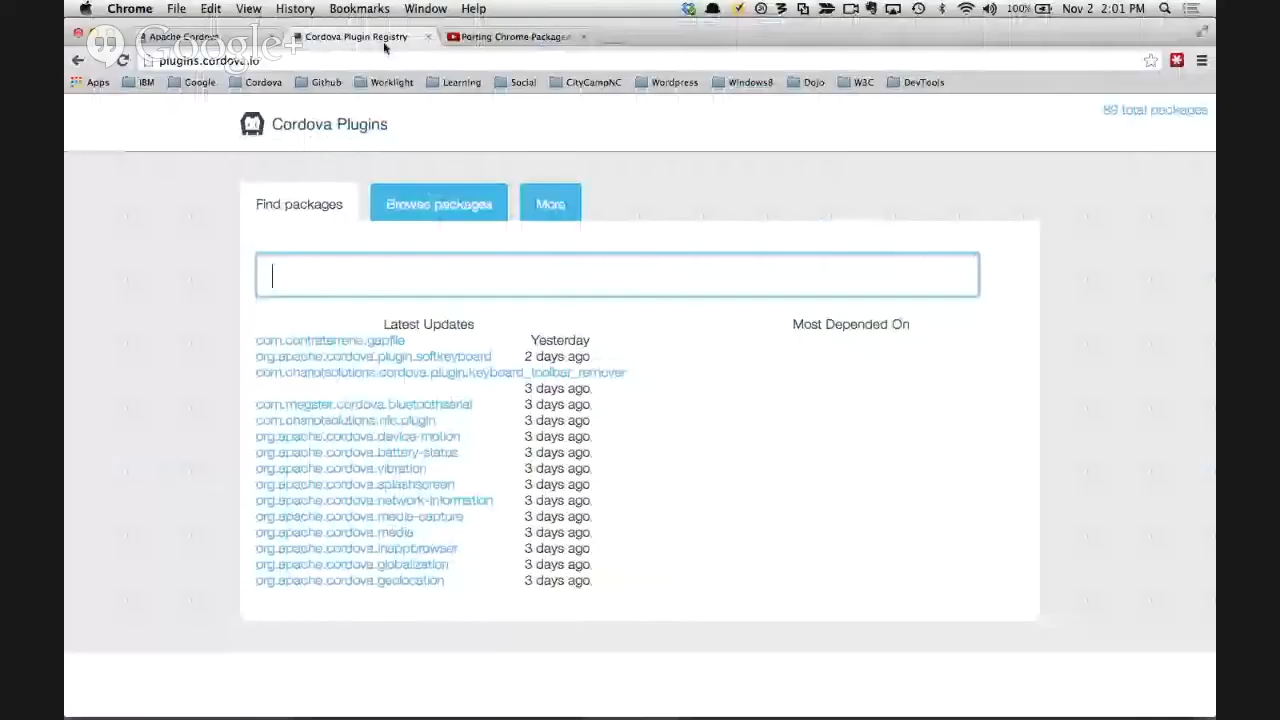 Chrome File Edit View History Bookmarks Window Help 100% Nov 2 2:01 PM
Apache Cordova Cordova Plugin Registry Porting Chrome Package
Google+
plugins.cordova.io
Apps IBM Google Cordova Github Worklight Learning Social CityCampNC Wordpress Windows8 Dojo W3C DevTools
89 total packages
Cordova Plugins
Find packages Browse packages More
Latest Updates Most Depended On
Yesterday
org.apache.cordova.plugin.softkeyboard 2 days ago
com.chariotsolutions.cordova.plugin.keyboard_toolbar_remover
3 days ago
com.megster.cordova.bluetoothserial 3 days ago
com.chariotsolutions.nfc.plugin 3 days ago
org.apache.cordova.device-motion 3 days ago
org.apache.cordova.battery-status 3 days ago
org.apache.cordova.vibration 3 days ago
org.apache.cordova.splashscreen 3 days ago
org.apache.cordova.network-information 3 days ago
org.apache.cordova.media-capture 3 days ago
org.apache.cordova.media 3 days ago
org.apache.cordova.inappbrowser 3 days ago
org.apache.cordova.globalization 3 days ago
org.apache.cordova.geolocation 3 days ago